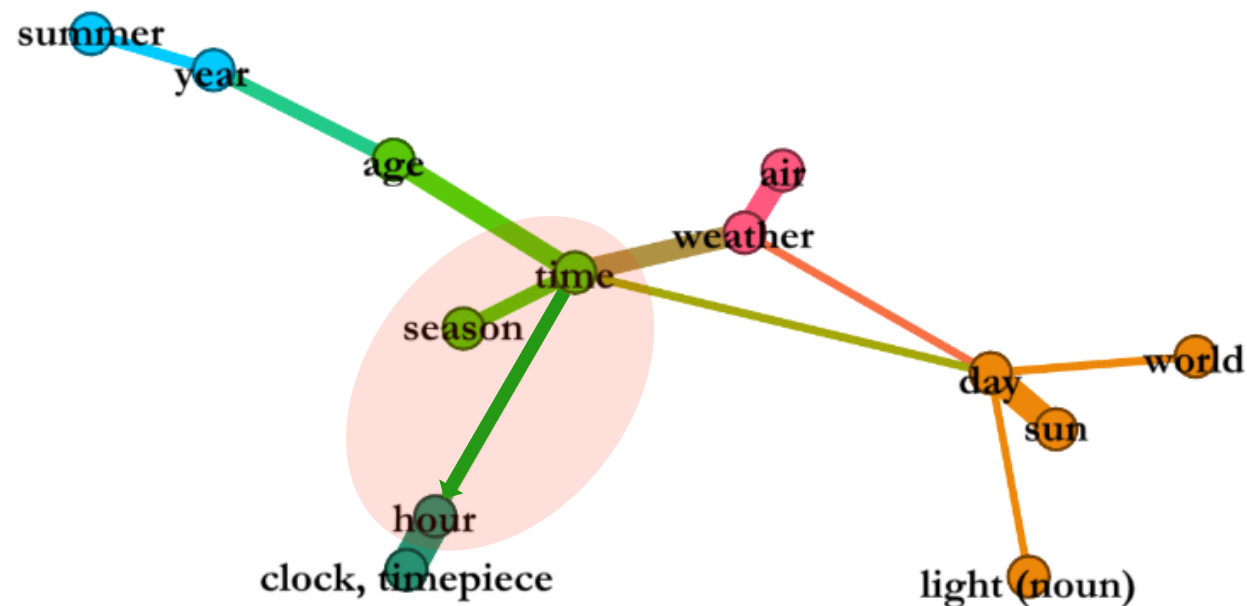 summer
year
age
air
weather
time
season
world
day
sun
hour
clock, timepiece
light (noun)